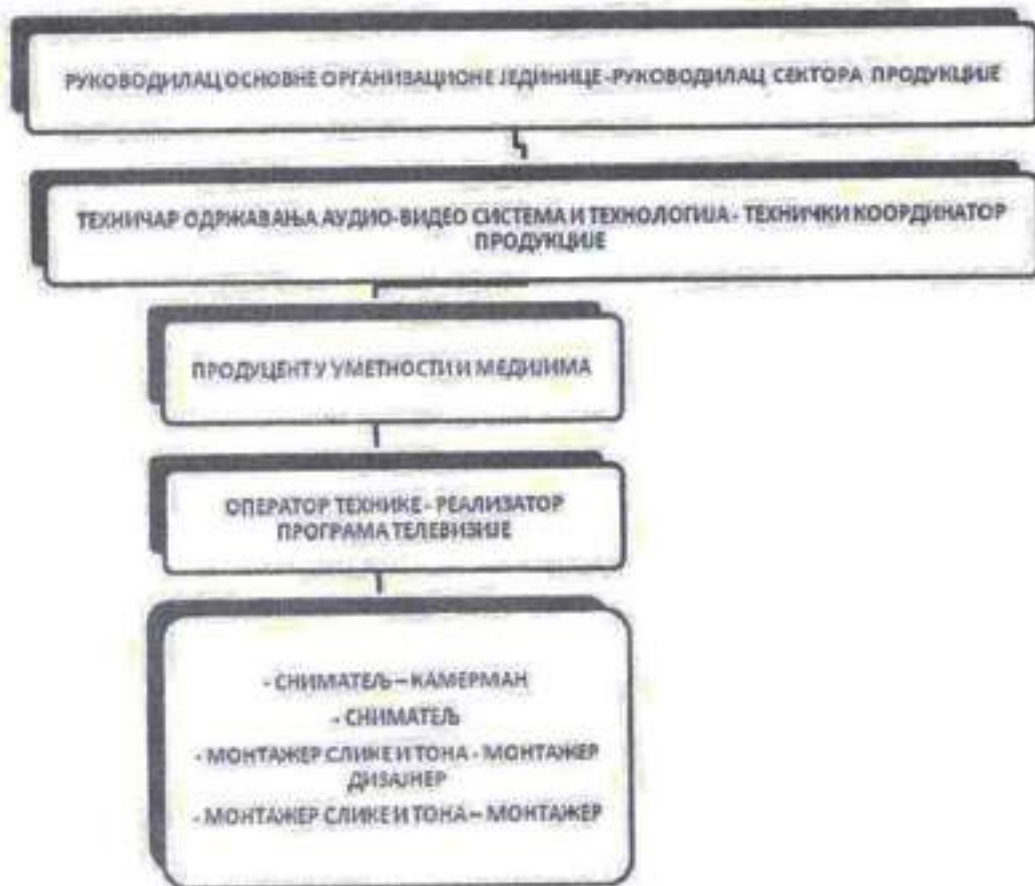 РУКОВОДИЛАЦ ОСНОВНЕ ОРГАНИЗАЦИОНЕ ЈЕДИНИЦЕ-РУКОВОДИЛАЦ СЕКТОРА ПРОДУКЦИЈЕ
ТЕХНИЧАР ОДРЖАВАЊА АУДИО-ВИДЕО СИСТЕМА И ТЕХНОЛОГИЈА - ТЕХНИЧКИ КООРДИНАТОР
ПРОДУКЦИЈЕ
ПРОДУЦЕНТ У УМЕТНОСТИ И МЕДИЈИМА
ОПЕРАТОР ТЕХНИКЕ - РЕАЛИЗАТОР
ПРОГРАМА ТЕЛЕВИЗИЈЕ
- СНИМАТЕЉ – КАМЕРМАН
- СНИМАТЕЉ
- МОНТАЖЕР СЛИКЕ И ТОНА - МОНТАЖЕР
ДИЗАЈНЕР
- МОНТАЖЕР СЛИКЕ И ТОНА – МОНТАЖЕР